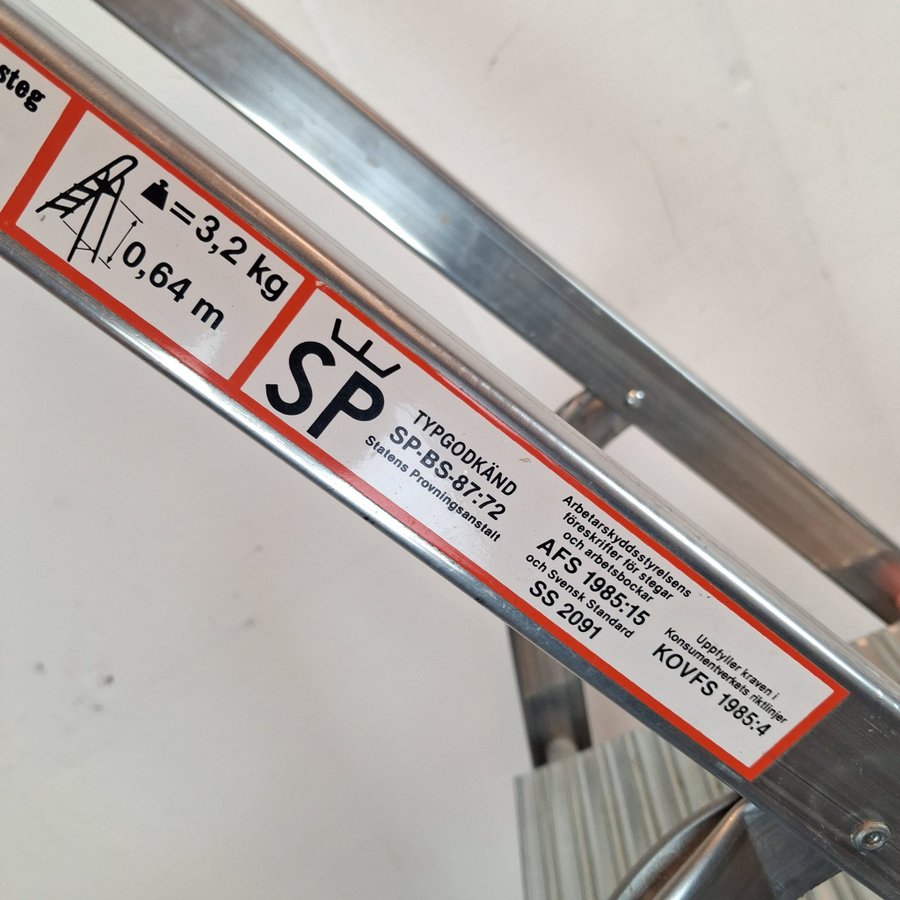 steg
= 3,2 kg
0,64 m
SP
TYPGODKÄND
SP-BS-87:72
Statens Provningsanstalt
Arbetarskyddsstyrelsens
föreskrifter för stegar
och arbetsbockar
AFS 1985:15
och Svensk Standard
SS 2091
Uppfyller kraven i
Konsumentverkets riktlinjer
KOVFS 1985:4